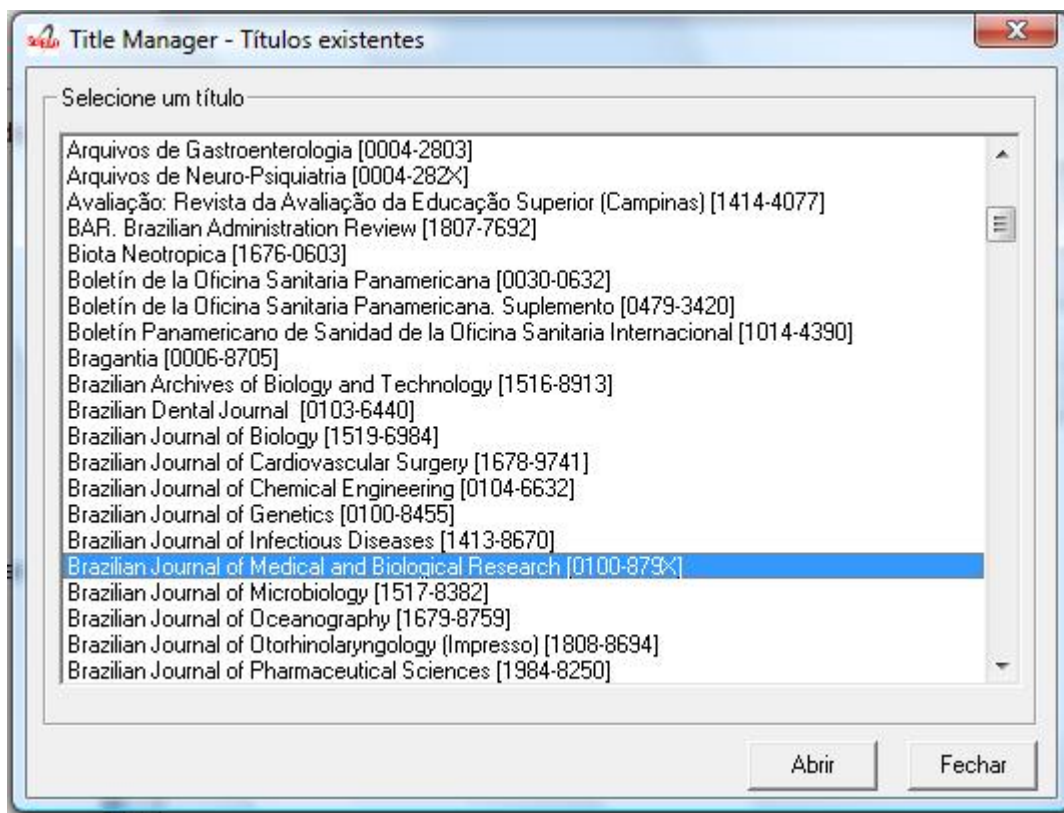 SciELO Title Manager - Títulos existentes
Selecione um título
Arquivos de Gastroenterologia [0004-2803]
Arquivos de Neuro-Psiquiatria [0004-282X]
Avaliação: Revista da Avaliação da Educação Superior (Campinas) [1414-4077]
BAR. Brazilian Administration Review [1807-7692]
Biota Neotropica [1676-0603]
Boletín de la Oficina Sanitaria Panamericana [0030-0632]
Boletín de la Oficina Sanitaria Panamericana. Suplemento [0479-3420]
Boletín Panamericano de Sanidad de la Oficina Sanitaria Internacional [1014-4390]
Bragantia [0006-8705]
Brazilian Archives of Biology and Technology [1516-8913]
Brazilian Dental Journal [0103-6440]
Brazilian Journal of Biology [1519-6984]
Brazilian Journal of Cardiovascular Surgery [1678-9741]
Brazilian Journal of Chemical Engineering [0104-6632]
Brazilian Journal of Genetics [0100-8455]
Brazilian Journal of Infectious Diseases [1413-8670]
Brazilian Journal of Medical and Biological Research [0100-879X]
Brazilian Journal of Microbiology [1517-8382]
Brazilian Journal of Oceanography [1679-8759]
Brazilian Journal of Otorhinolaryngology (Impresso) [1808-8694]
Brazilian Journal of Pharmaceutical Sciences [1984-8250]
Abrir Fechar